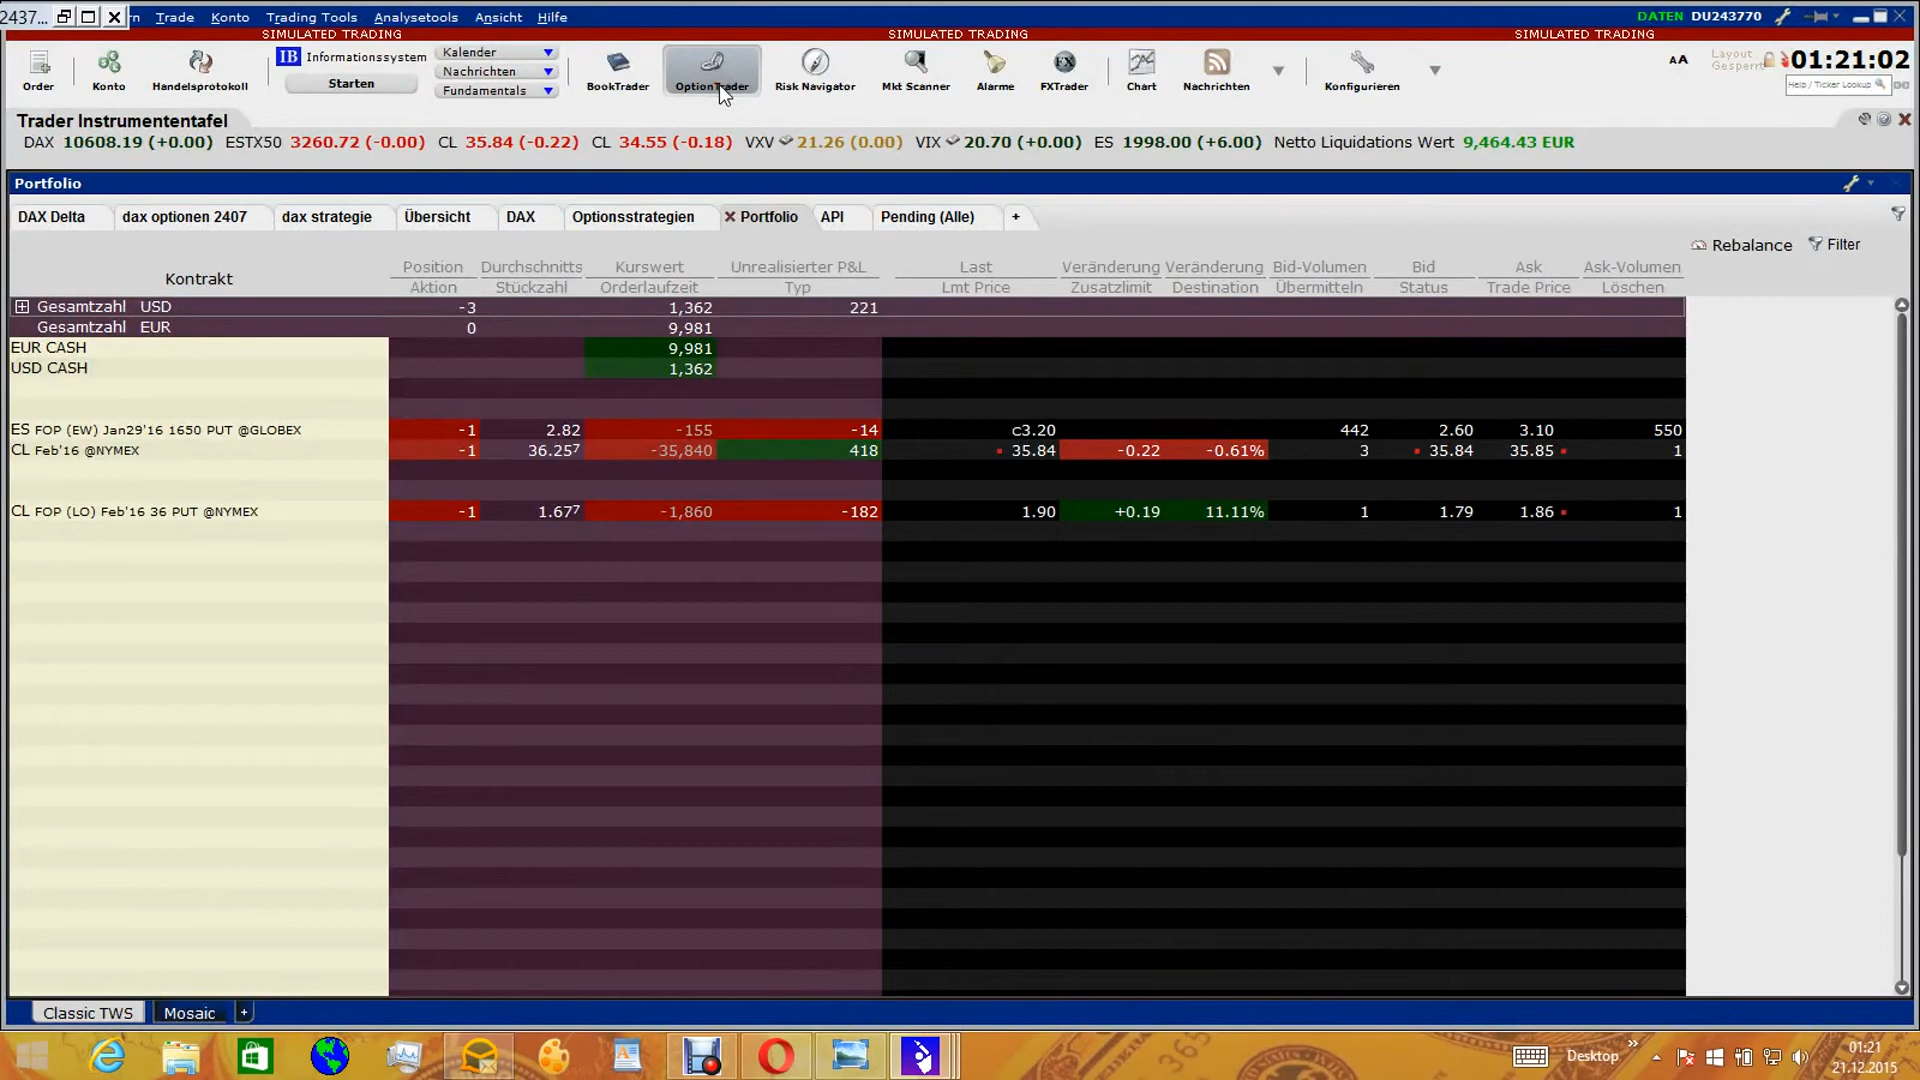 2437... rn Trade Konto Trading Tools Analysetools Ansicht Hilfe DATEN DU243770
SIMULATED TRADING SIMULATED TRADING SIMULATED TRADING
IB Informationssystem Kalender
Starten Nachrichten
Fundamentals
Order Konto Handelsprotokoll BookTrader OptionTrader Risk Navigator Mkt Scanner Alarme FXTrader Chart Nachrichten Konfigurieren
FX
AA Layout Gesperrt 01:21:02
Help / Ticker Lookup
Trader Instrumententafel
DAX 10608.19 (+0.00) ESTX50 3260.72 (-0.00) CL 35.84 (-0.22) CL 34.55 (-0.18) VXV 21.26 (0.00) VIX 20.70 (+0.00) ES 1998.00 (+6.00) Netto Liquidations Wert 9,464.43 EUR
Portfolio
DAX Delta dax optionen 2407 dax strategie Übersicht DAX Optionsstrategien Portfolio API Pending (Alle) +
Rebalance Filter
Kontrakt
Position Durchschnitts Kurswert Unrealisierter P&L Last Veränderung Veränderung Bid-Volumen Bid Ask Ask-Volumen
Aktion Stückzahl Orderlaufzeit Typ Lmt Price Zusatzlimit Destination Übermitteln Status Trade Price Löschen
Gesamtzahl USD -3 1,362 221
Gesamtzahl EUR 0 9,981
EUR CASH 9,981
USD CASH 1,362
ES FOP (EW) Jan29'16 1650 PUT @GLOBEX -1 2.82 -155 -14 c3.20 442 2.60 3.10 550
CL Feb'16 @NYMEX -1 36.257 -35,840 418 35.84 -0.22 -0.61% 3 35.84 35.85 1
CL FOP (LO) Feb'16 36 PUT @NYMEX -1 1.677 -1,860 -182 1.90 +0.19 11.11% 1 1.79 1.86 1
Classic TWS Mosaic +
Desktop 01:21
21.12.2015